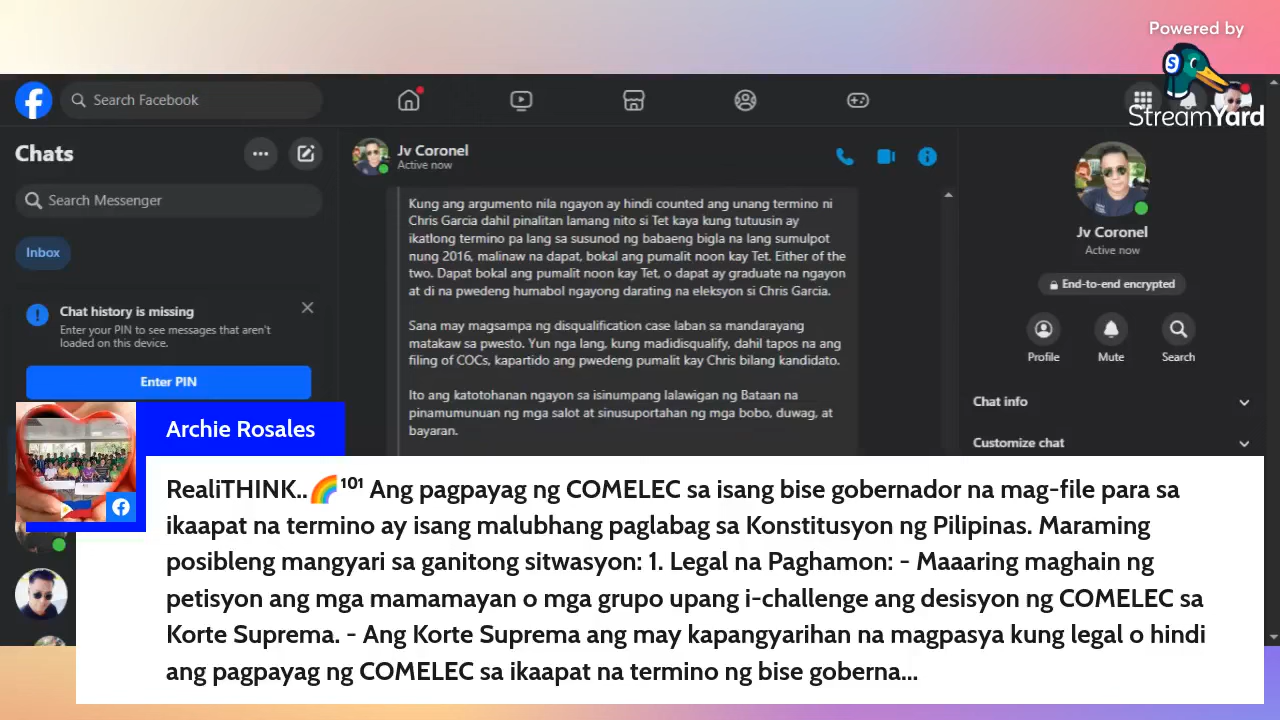 Powered by
StreamYard
Search Facebook
Chats
Search Messenger
Inbox
Chat history is missing
Enter your PIN to see messages that aren't
loaded on this device.
Enter PIN
Jv Coronel
Active now
Kung ang argumento nila ngayon ay hindi counted ang unang termino ni
Chris Garcia dahil pinalitan lamang nito si Tet kaya kung tutuusin ay
ikatlong termino pa lang sa susunod ng babaeng bigla na lang sumulpot
nung 2016, malinaw na dapat, bokal ang pumalit noon kay Tet. Either of the
two. Dapat bokal ang pumalit noon kay Tet, o dapat ay graduate na ngayon
at di na pwedeng humabol ngayong darating na eleksyon si Chris Garcia.
Sana may magsampa ng disqualification case laban sa mandarayang
matakaw sa pwesto. Yun nga lang, kung madidisqualify, dahil tapos na ang
filing of COCs, kapartido ang pwedeng pumalit kay Chris bilang kandidato.
Ito ang katotohanan ngayon sa isinumpang lalawigan ng Bataan na
pinamumunuan ng mga salot at sinusuportahan ng mga bobo, duwag, at
bayaran.
Jv Coronel
Active now
End-to-end encrypted
Profile
Mute
Search
Chat info
Customize chat
Archie Rosales
RealiTHINK..🌈¹⁰¹ Ang pagpayag ng COMELEC sa isang bise gobernador na mag-file para sa
ikaapat na termino ay isang malubhang paglabag sa Konstitusyon ng Pilipinas. Maraming
posibleng mangyari sa ganitong sitwasyon: 1. Legal na Paghamon: - Maaaring maghain ng
petisyon ang mga mamamayan o mga grupo upang i-challenge ang desisyon ng COMELEC sa
Korte Suprema. - Ang Korte Suprema ang may kapangyarihan na magpasya kung legal o hindi
ang pagpayag ng COMELEC sa ikaapat na termino ng bise goberna...